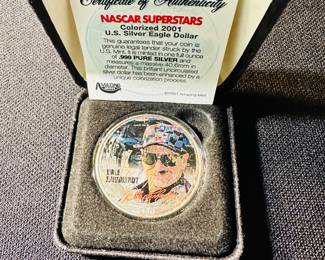 Certificate of Authenticity
NASCAR SUPERSTARS
Colorized 2001
U.S. Silver Eagle Dollar
This guarantees that your coin is
genuine legal tender struck by the
U.S. Mint. It is minted in one full ounce
.999 PURE SILVER and
measures a massive 40.6mm in
diameter. This brilliant uncirculated
silver dollar has been enhanced by a
unique colorization process.
DALE
EARNHARDT